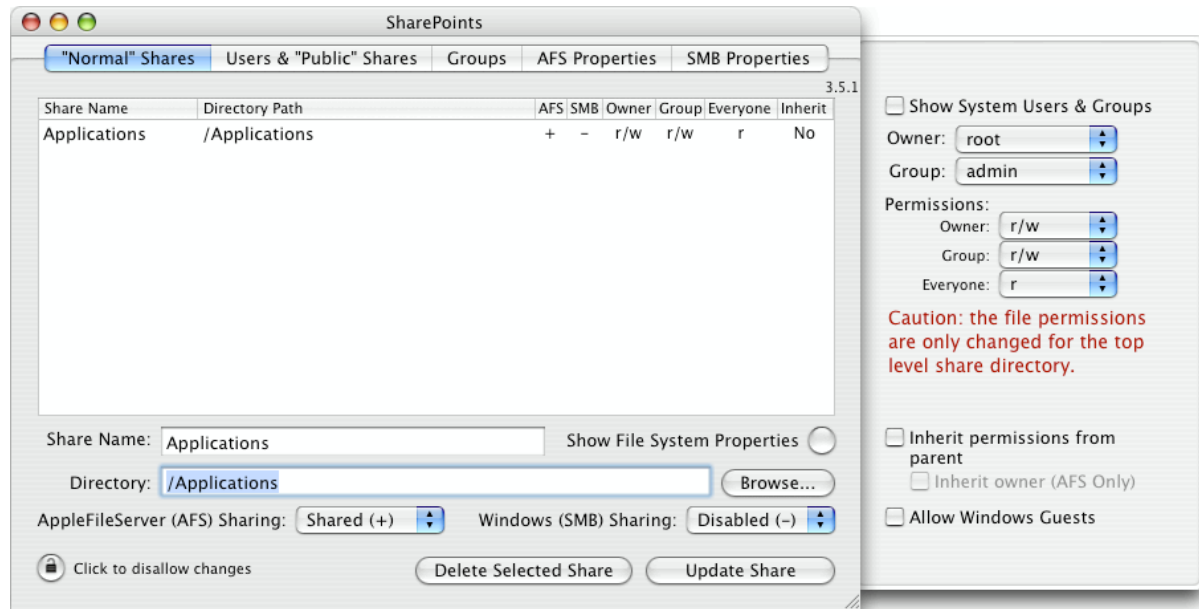 SharePoints
"Normal" Shares Users & "Public" Shares Groups AFS Properties SMB Properties
3.5.1
Share Name Directory Path AFS SMB Owner Group Everyone Inherit
Applications /Applications + – r/w r/w r No
Share Name: Applications Show File System Properties
Directory: /Applications Browse...
AppleFileServer (AFS) Sharing: Shared (+) Windows (SMB) Sharing: Disabled (–)
Click to disallow changes Delete Selected Share Update Share
Show System Users & Groups
Owner: root
Group: admin
Permissions:
Owner: r/w
Group: r/w
Everyone: r
Caution: the file permissions
are only changed for the top
level share directory.
Inherit permissions from
parent
Inherit owner (AFS Only)
Allow Windows Guests